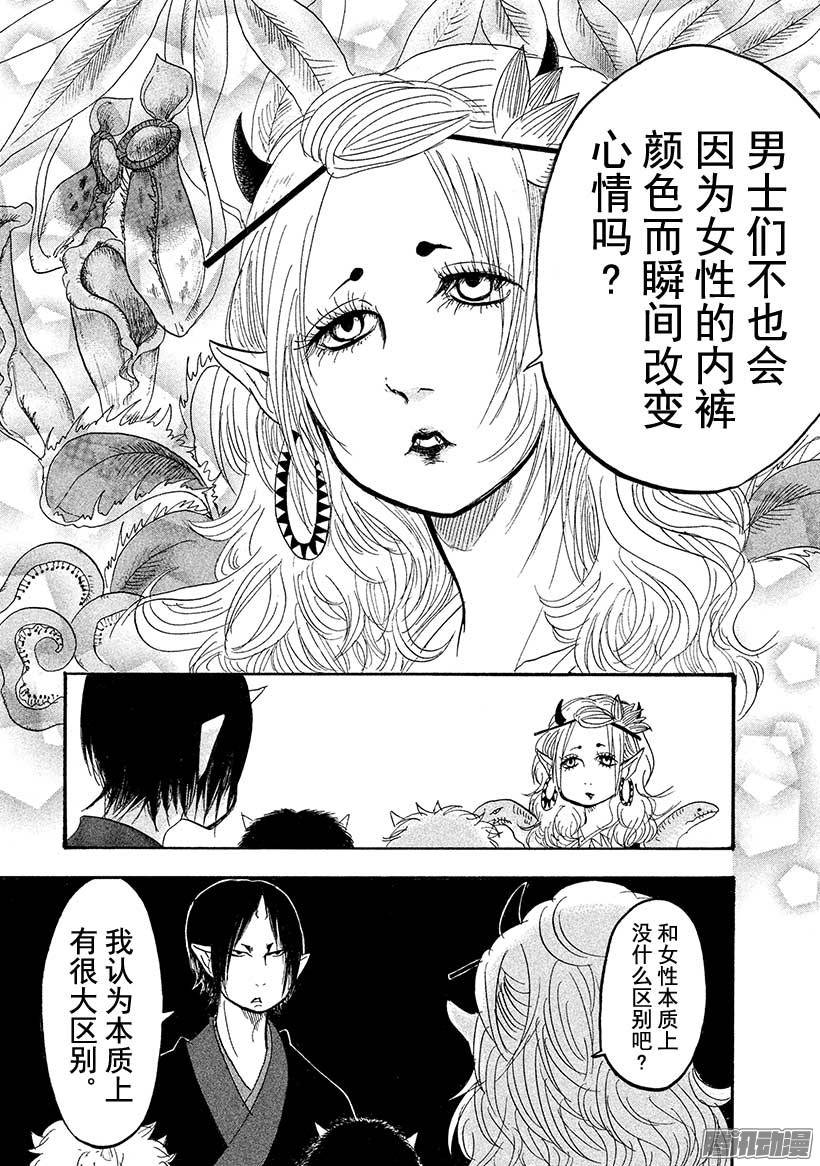 男士们不也会
因为女性的内裤
颜色而瞬间改变
心情吗？
和女性本质上
没什么区别吧？
我认为本质上
有很大区别。
腾讯动漫